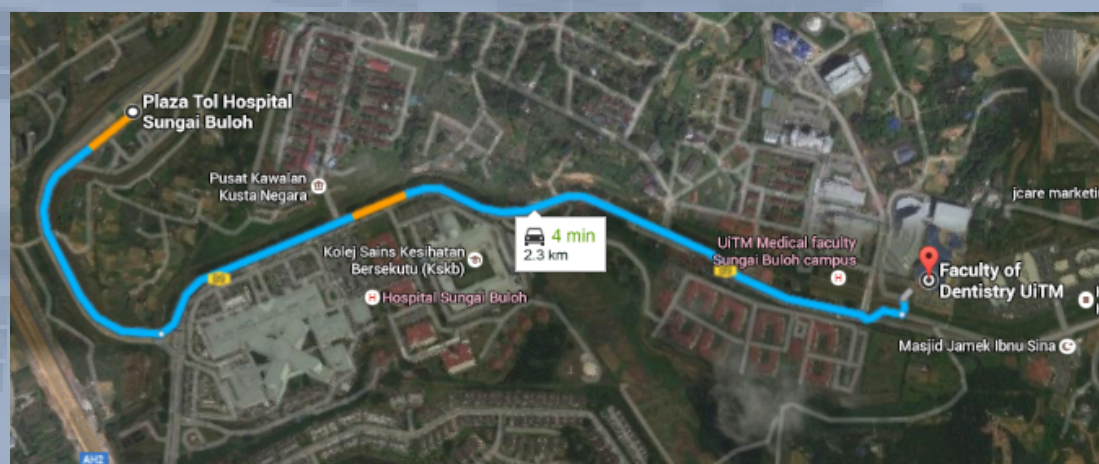 Plaza Tol Hospital
Sungai Buloh
Pusat Kawalan
Kusta Negara
Kolej Sains Kesihatan
Bersekutu (Kskb)
Hospital Sungai Buloh
4 min
2.3 km
UiTM Medical faculty
Sungai Buloh campus
jcare marketin
Faculty of
Dentistry UiTM
Masjid Jamek Ibnu Sina
AH2